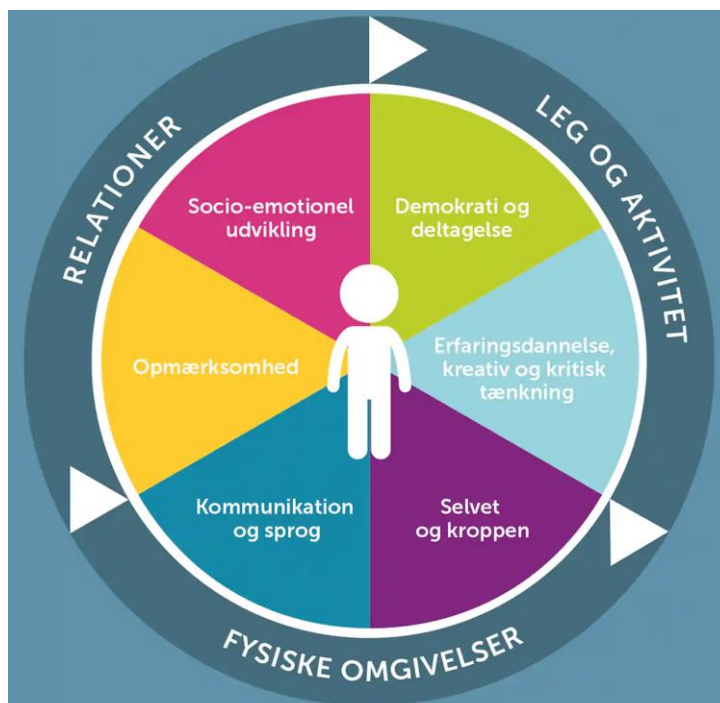 RELATIONER
LEG OG AKTIVITET
Socio-emotionel
udvikling
Demokrati og
deltagelse
Opmærksomhed
Erfaringsdannelse,
kreativ og kritisk
tænkning
Kommunikation
og sprog
Selvet
og kroppen
FYSISKE OMGIVELSER